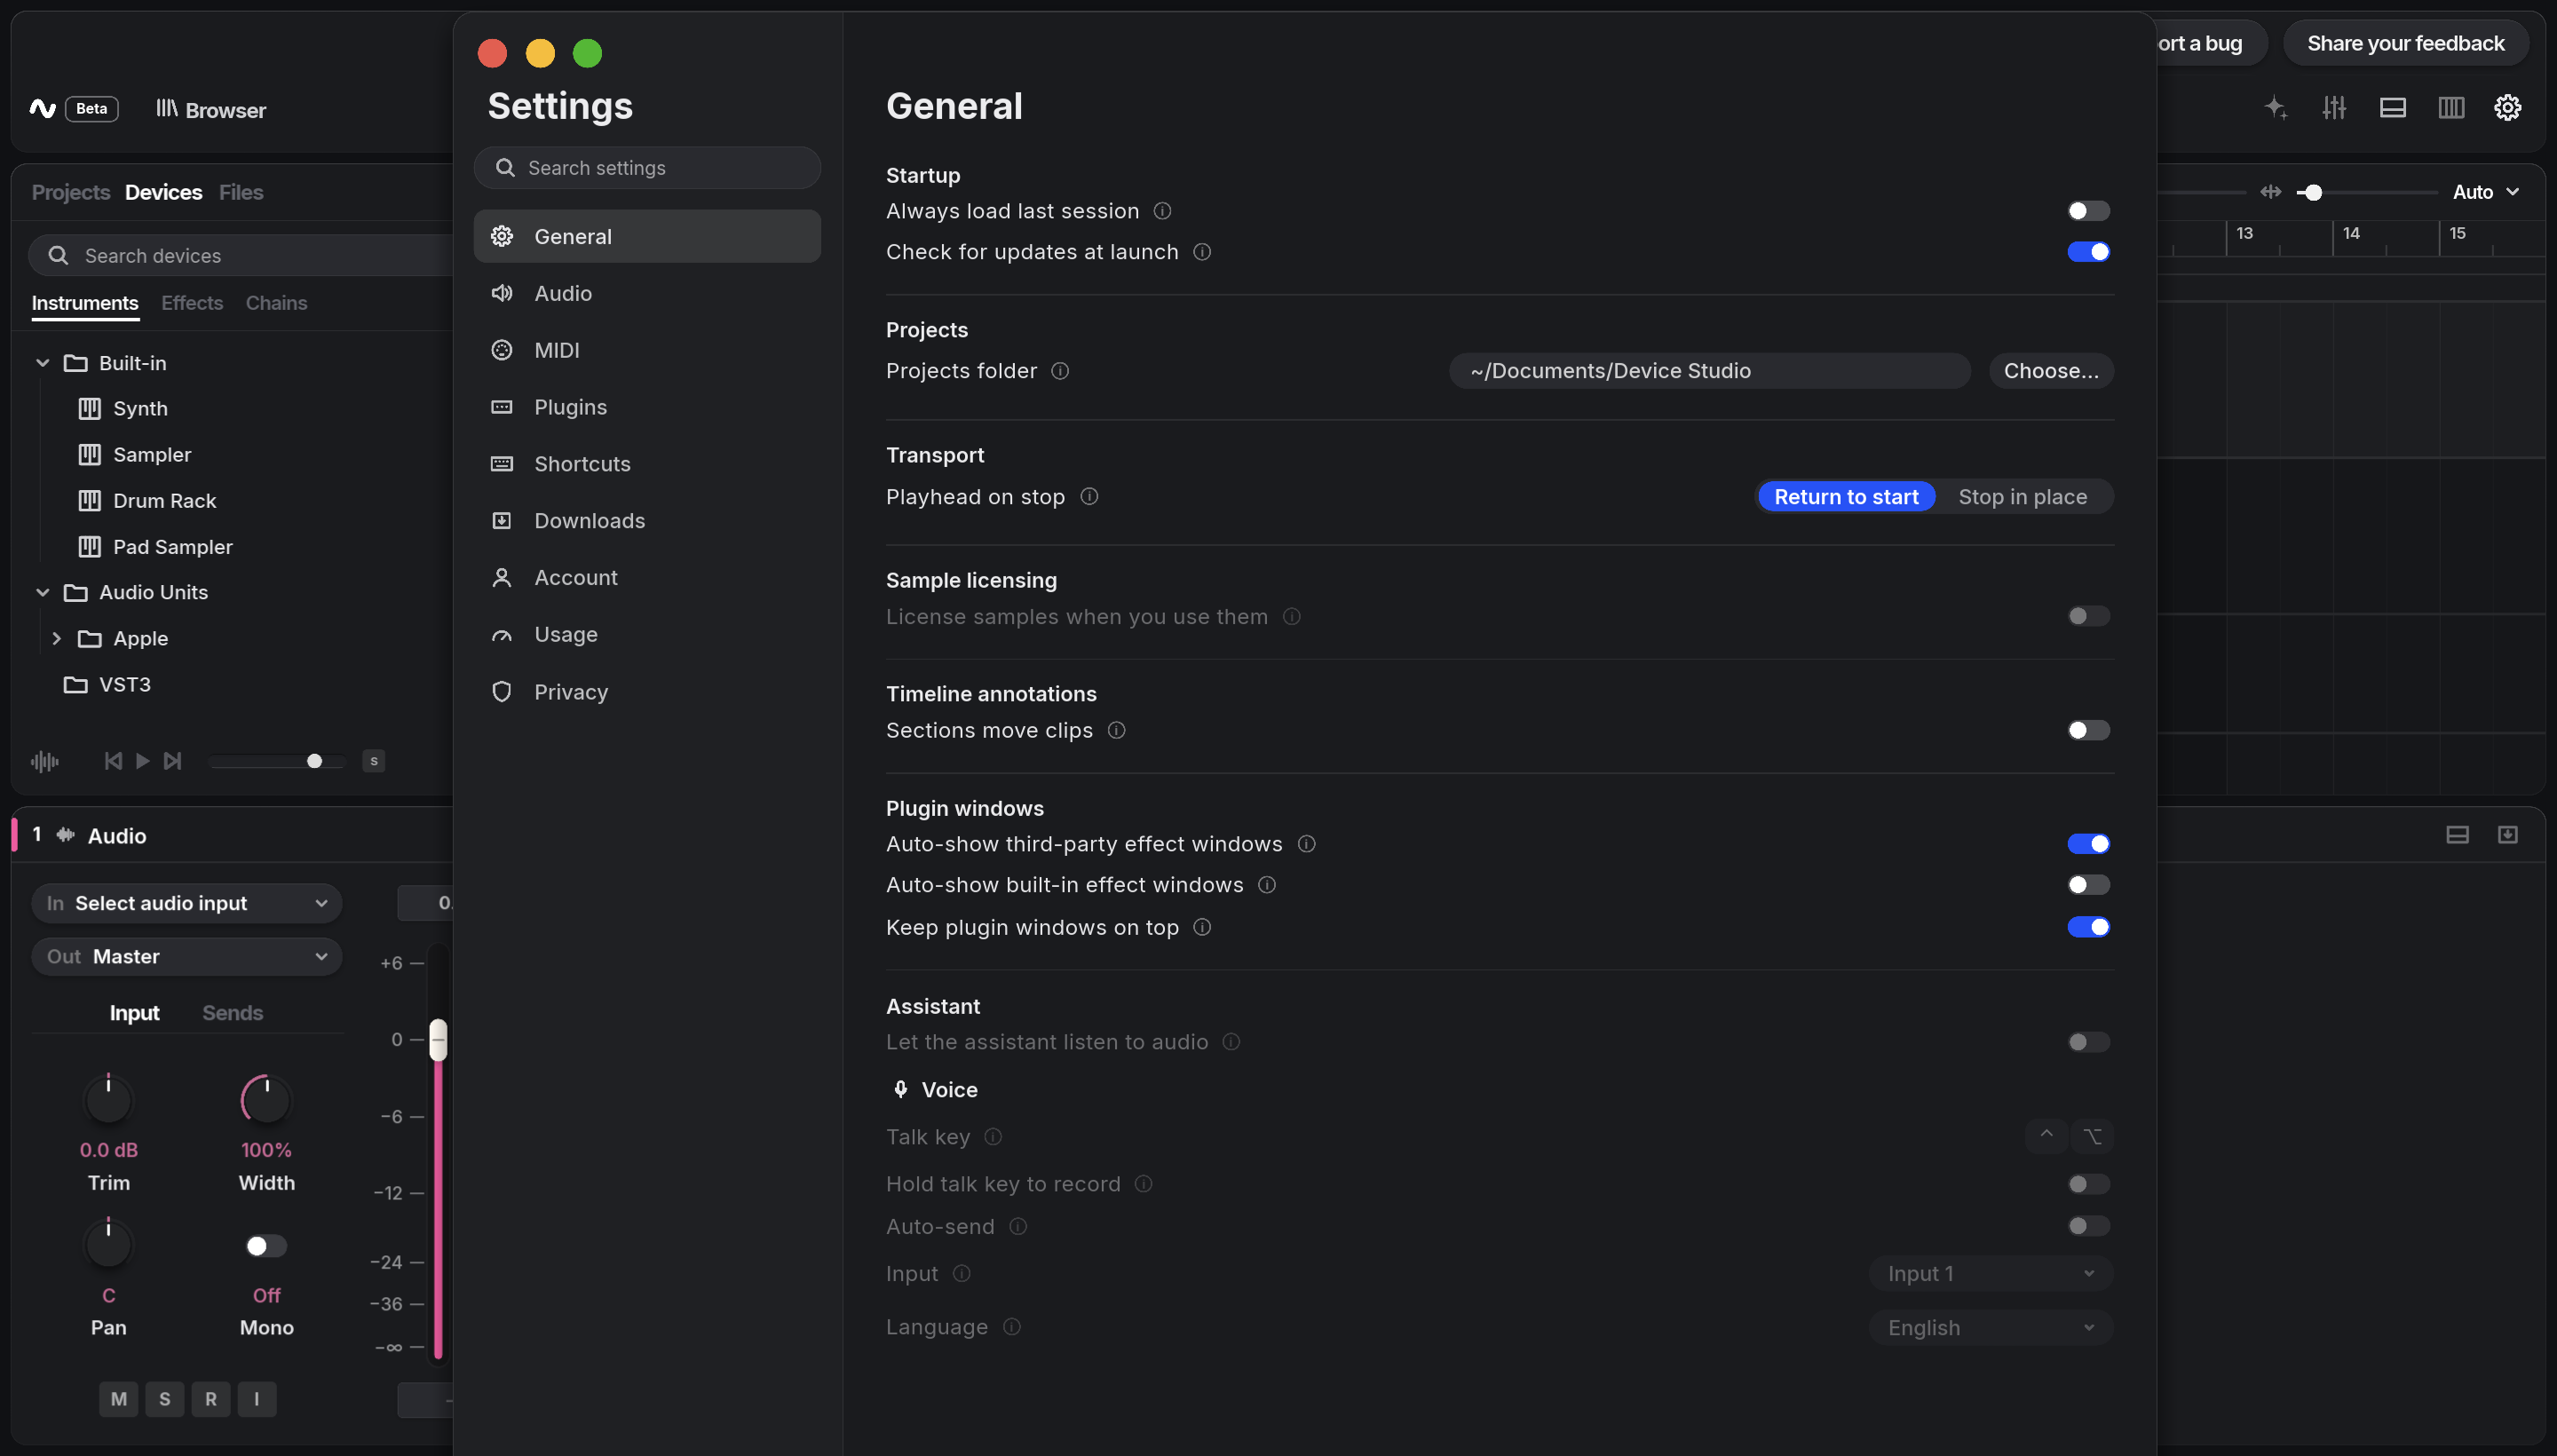 ort a bug
Share your feedback
Beta
Browser
Projects Devices Files
Search devices
Instruments Effects Chains
Built-in
Synth
Sampler
Drum Rack
Pad Sampler
Audio Units
Apple
VST3
S
1 Audio
In Select audio input
Out Master
Input Sends
0.0 dB 100%
Trim Width
C Off
Pan Mono
M S R I
0.
+6
0
−6
−12
−24
−36
−∞
Settings
Search settings
General
Audio
MIDI
Plugins
Shortcuts
Downloads
Account
Usage
Privacy
General
Startup
Always load last session
Check for updates at launch
Projects
Projects folder ~/Documents/Device Studio Choose...
Transport
Playhead on stop Return to start Stop in place
Sample licensing
License samples when you use them
Timeline annotations
Sections move clips
Plugin windows
Auto-show third-party effect windows
Auto-show built-in effect windows
Keep plugin windows on top
Assistant
Let the assistant listen to audio
Voice
Talk key ⌃ ⌥
Hold talk key to record
Auto-send
Input Input 1
Language English
Auto
13 14 15